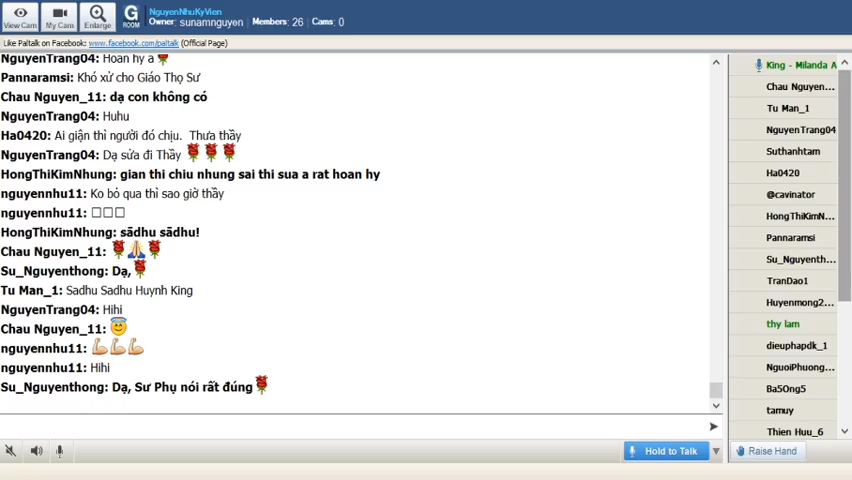 View Cam
My Cam
Enlarge
G
ROOM
NguyenNhuKyVien
Owner: sunamnguyen Members: 26 Cams: 0
Like Paltalk on Facebook: www.facebook.com/paltalk (Official Page)
NguyenTrang04: Hoan hỷ ạ
Pannaramsi: Khó xử cho Giáo Thọ Sư
Chau Nguyen_11: dạ con không có
NguyenTrang04: Huhu
Ha0420: Ai giận thì người đó chịu. Thưa thầy
NguyenTrang04: Dạ sửa đi Thầy
HongThiKimNhung: gian thi chiu nhung sai thi sua a rat hoan hy
nguyennhu11: Ko bỏ qua thì sao giờ thầy
nguyennhu11:
HongThiKimNhung: sādhu sādhu!
Chau Nguyen_11:
Su_Nguyenthong: Dạ,
Tu Man_1: Sadhu Sadhu Huynh King
NguyenTrang04: Hihi
Chau Nguyen_11:
nguyennhu11:
nguyennhu11: Hihi
Su_Nguyenthong: Dạ, Sư Phụ nói rất đúng
Hold to Talk
King - Milanda A
Chau Nguyen...
Tu Man_1
NguyenTrang04
Suthanhtam
Ha0420
@cavinator
HongThiKimN...
Pannaramsi
Su_Nguyenth...
TranDao1
Huyenmong2...
thy lam
dieuphapdk_1
NguoiPhuong...
Ba5Ong5
tamuy
Thien Huu_6
Raise Hand